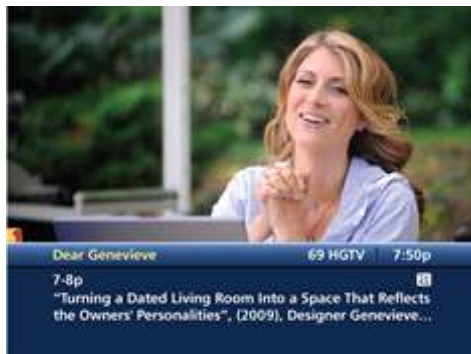 Dear Genevieve 69 HGTV 7:50p
7-8p
"Turning a Dated Living Room Into a Space That Reflects
the Owners' Personalities", (2009), Designer Genevieve...